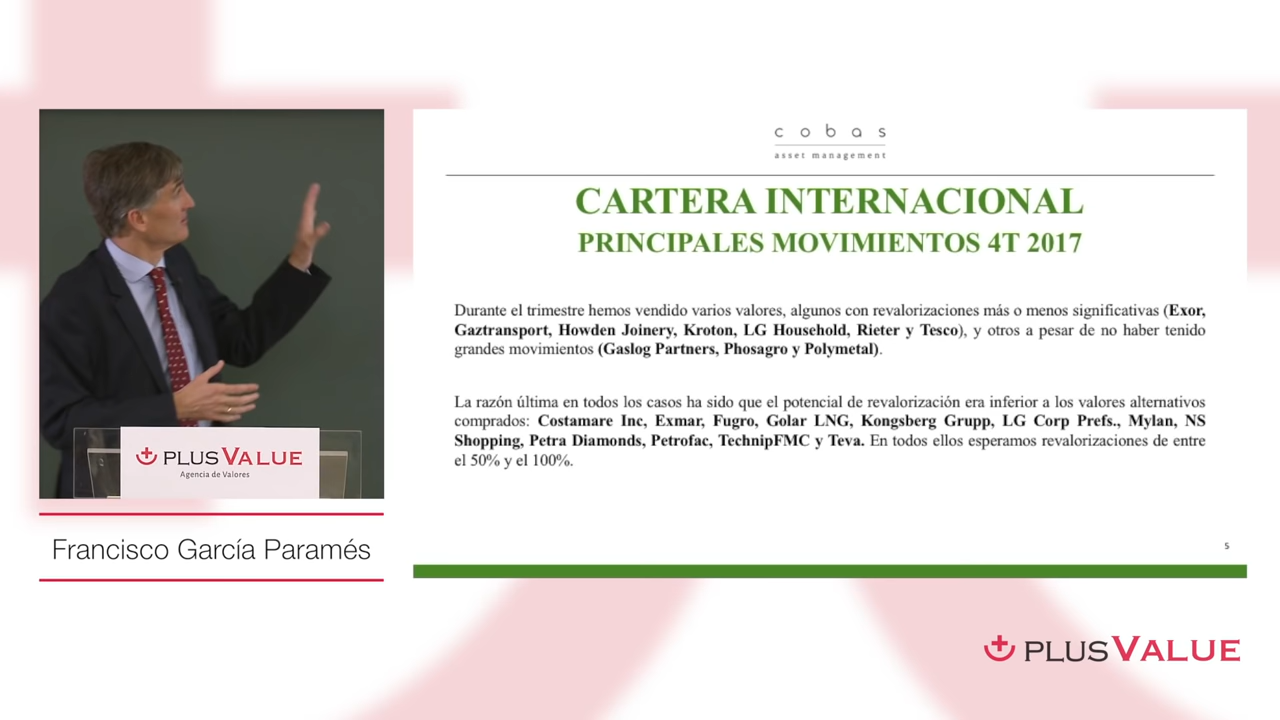 cobas
asset management
CARTERA INTERNACIONAL
PRINCIPALES MOVIMIENTOS 4T 2017
Durante el trimestre hemos vendido varios valores, algunos con revalorizaciones más o menos significativas (Exor,
Gaztransport, Howden Joinery, Kroton, LG Household, Rieter y Tesco), y otros a pesar de no haber tenido
grandes movimientos (Gaslog Partners, Phosagro y Polymetal).
La razón última en todos los casos ha sido que el potencial de revalorización era inferior a los valores alternativos
comprados: Costamare Inc, Exmar, Fugro, Golar LNG, Kongsberg Grupp, LG Corp Prefs., Mylan, NS
Shopping, Petra Diamonds, Petrofac, TechnipFMC y Teva. En todos ellos esperamos revalorizaciones de entre
el 50% y el 100%.
5
PLUSVALUE
Agencia de Valores
Francisco García Paramés
PLUSVALUE